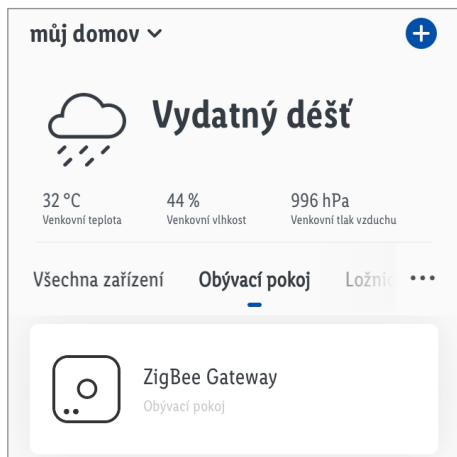 můj domov
Vydatný déšť
32 °C 44 % 996 hPa
Venkovní teplota Venkovní vlhkost Venkovní tlak vzduchu
Všechna zařízení Obývací pokoj Ložnic
ZigBee Gateway
Obývací pokoj